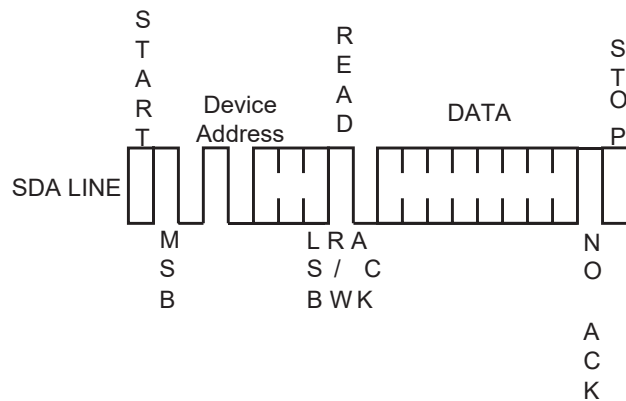 START
Device
Address
READ
DATA
STOP
SDA LINE
MSB
LSB
R/W
ACK
NO ACK